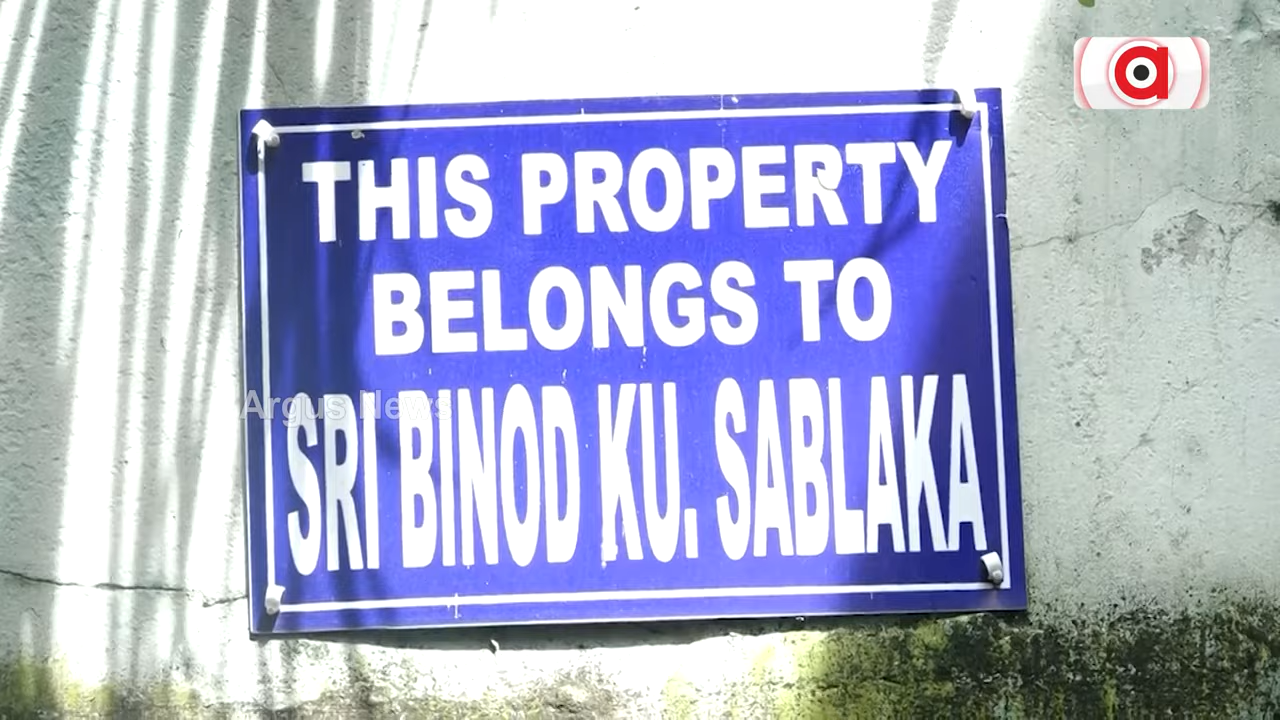 THIS PROPERTY
BELONGS TO
Argus News
SRI BINOD KU. SABLAKA
a